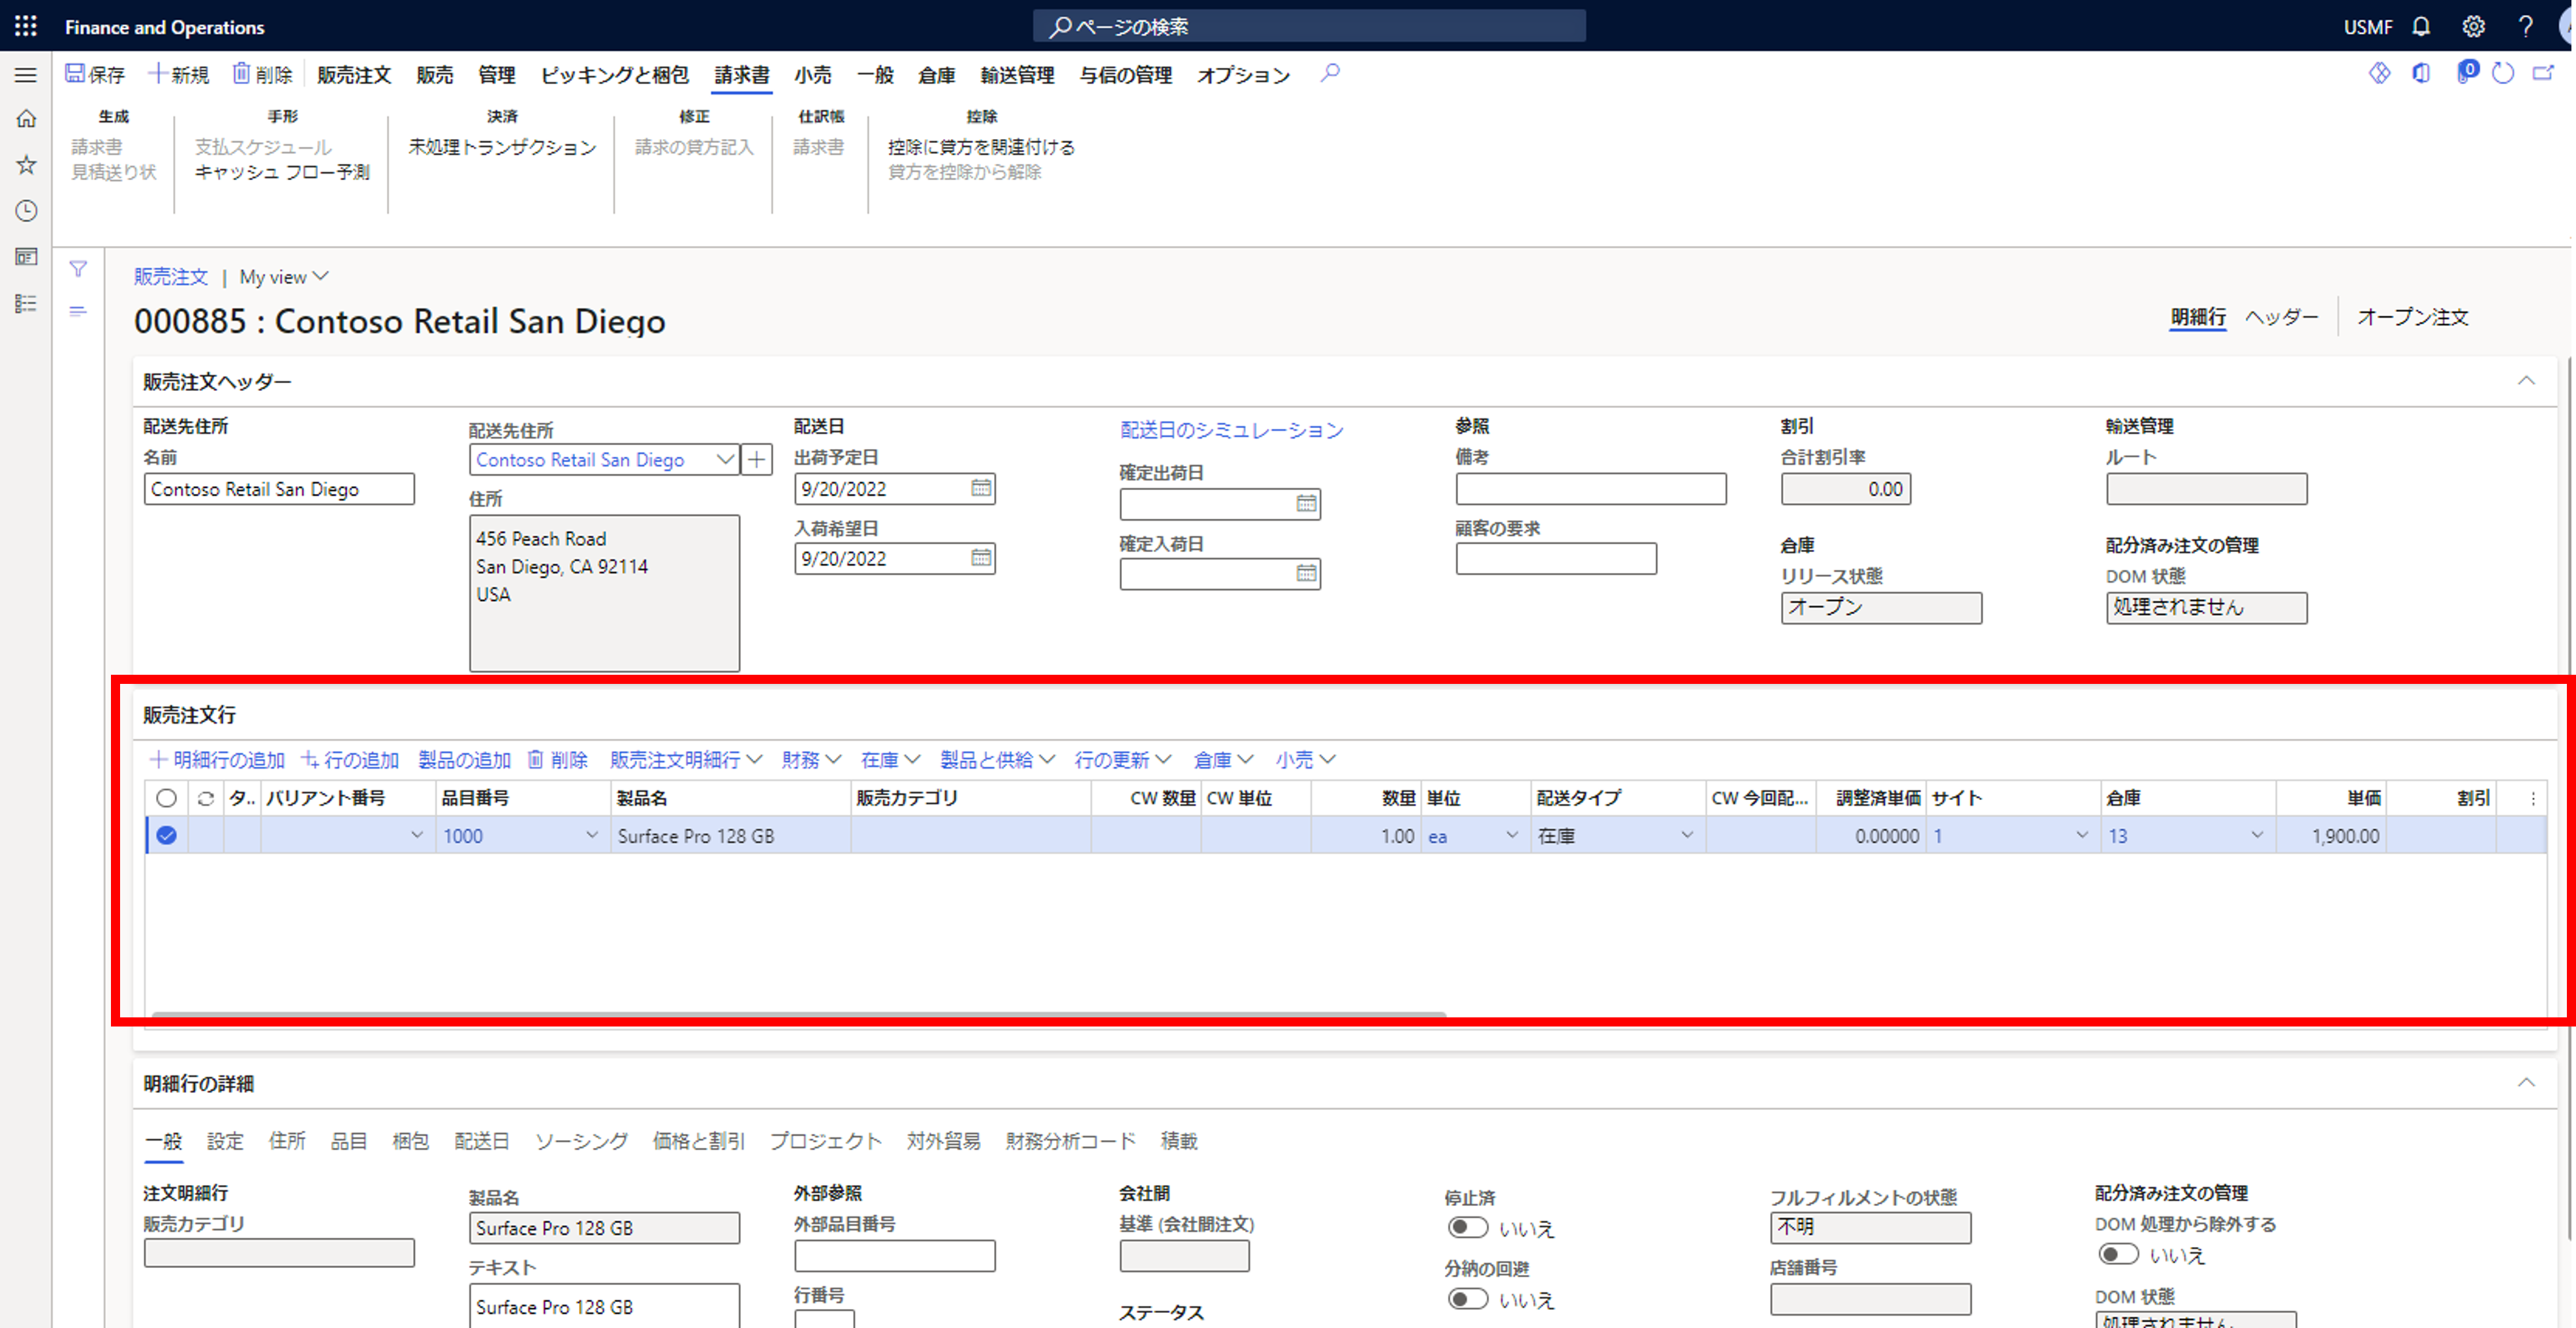 Finance and Operations
ページの検索
USMF
保存 新規 削除 販売注文 販売 管理 ピッキングと梱包 請求書 小売 一般 倉庫 輸送管理 与信の管理 オプション
0
生成 手形 決済 修正 仕訳帳 控除
請求書 支払スケジュール 未処理トランザクション 請求の貸方記入 請求書 控除に貸方を関連付ける
見積送り状 キャッシュ フロー予測 貸方を控除から解除
販売注文 | My view
000885 : Contoso Retail San Diego
明細行 ヘッダー オープン注文
販売注文ヘッダー
配送先住所
名前
Contoso Retail San Diego
配送先住所
Contoso Retail San Diego
住所
456 Peach Road
San Diego, CA 92114
USA
配送日
出荷予定日
9/20/2022
入荷希望日
9/20/2022
配送日のシミュレーション
確定出荷日
確定入荷日
参照
備考
顧客の要求
割引
合計割引率
0.00
倉庫
リリース状態
オープン
輸送管理
ルート
配分済み注文の管理
DOM 状態
処理されません
販売注文行
明細行の追加 行の追加 製品の追加 削除 販売注文明細行 財務 在庫 製品と供給 行の更新 倉庫 小売
タ.. バリアント番号 品目番号 製品名 販売カテゴリ CW 数量 CW 単位 数量 単位 配送タイプ CW 今回配... 調整済単価 サイト 倉庫 単価 割引
1000 Surface Pro 128 GB 1.00 ea 在庫 0.00000 1 13 1,900.00
明細行の詳細
一般 設定 住所 品目 梱包 配送日 ソーシング 価格と割引 プロジェクト 対外貿易 財務分析コード 積載
注文明細行
販売カテゴリ
製品名
Surface Pro 128 GB
テキスト
Surface Pro 128 GB
外部参照
外部品目番号
行番号
会社間
基準 (会社間注文)
ステータス
停止済
いいえ
分納の回避
いいえ
フルフィルメントの状態
不明
店舗番号
配分済み注文の管理
DOM 処理から除外する
いいえ
DOM 状態
処理されません